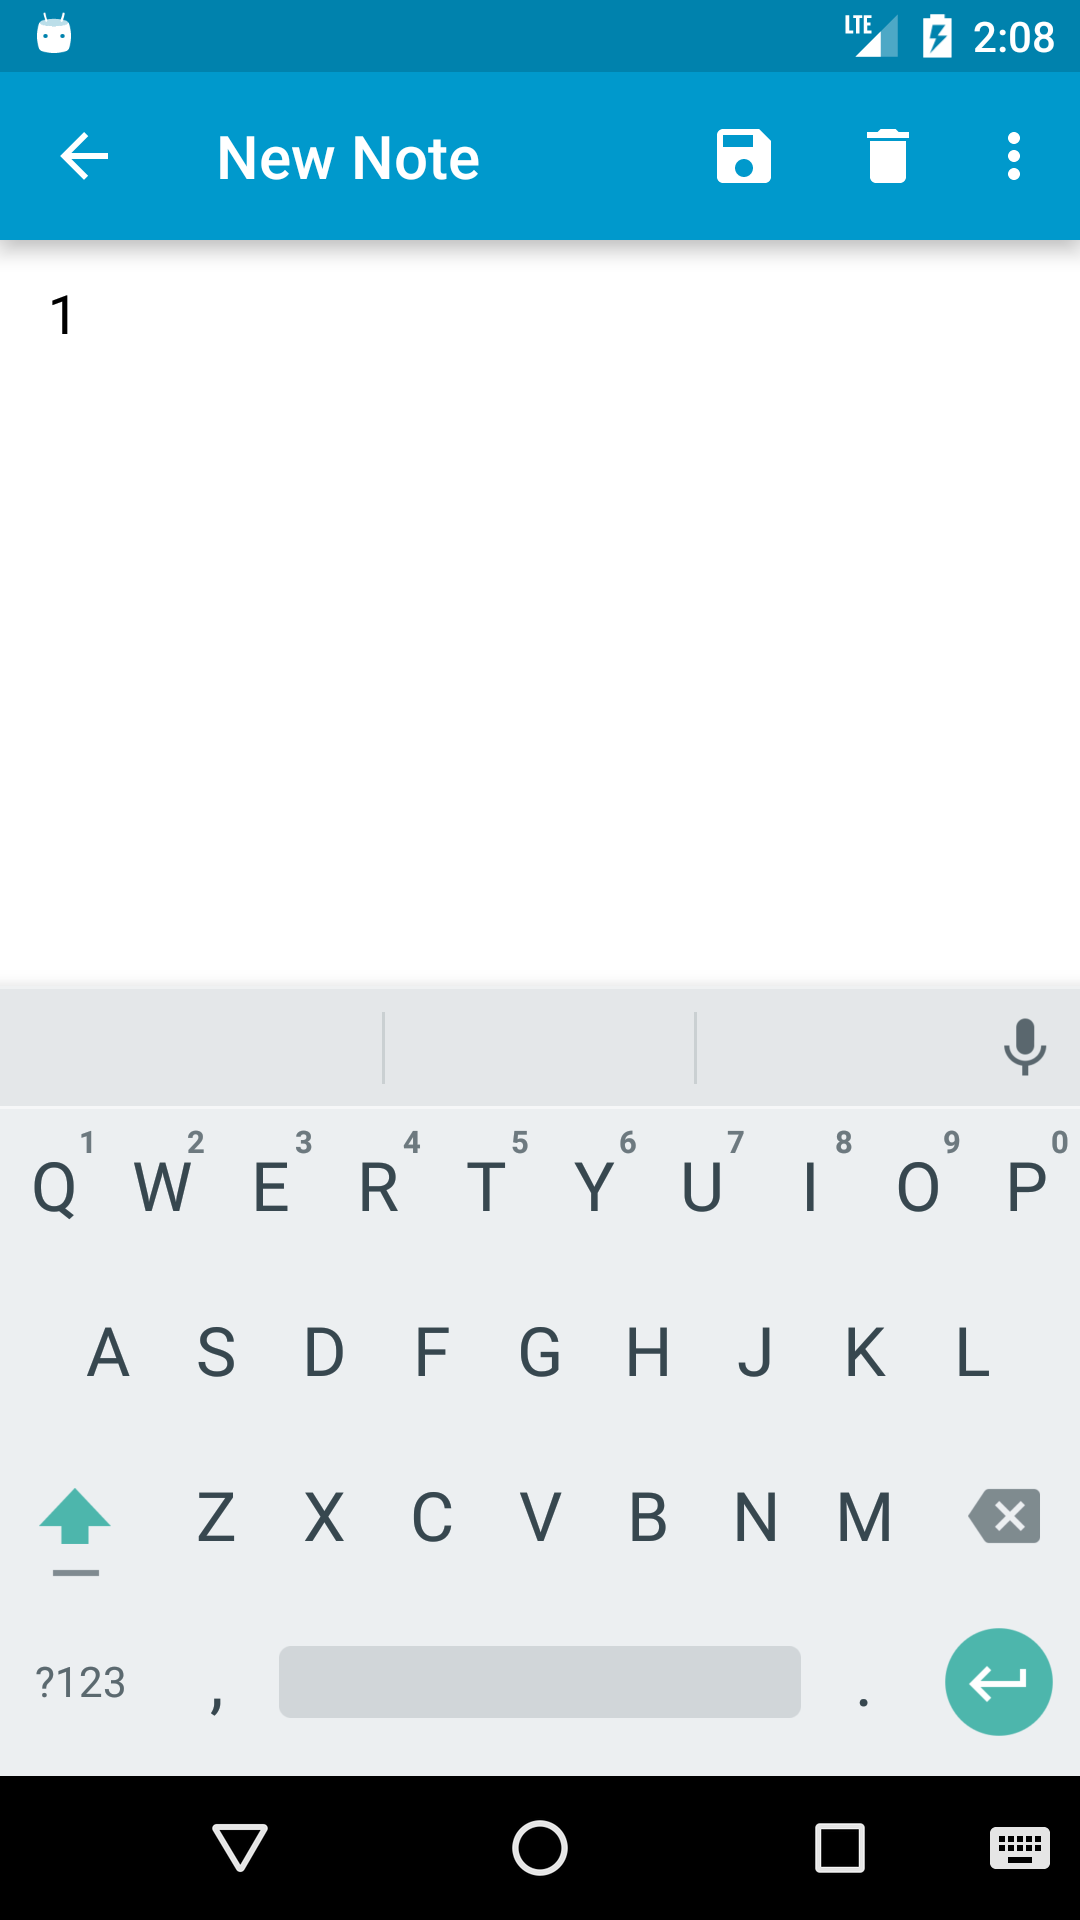 LTE 2:08
New Note
1
1 2 3 4 5 6 7 8 9 0
Q W E R T Y U I O P
A S D F G H J K L
Z X C V B N M
?123 , .